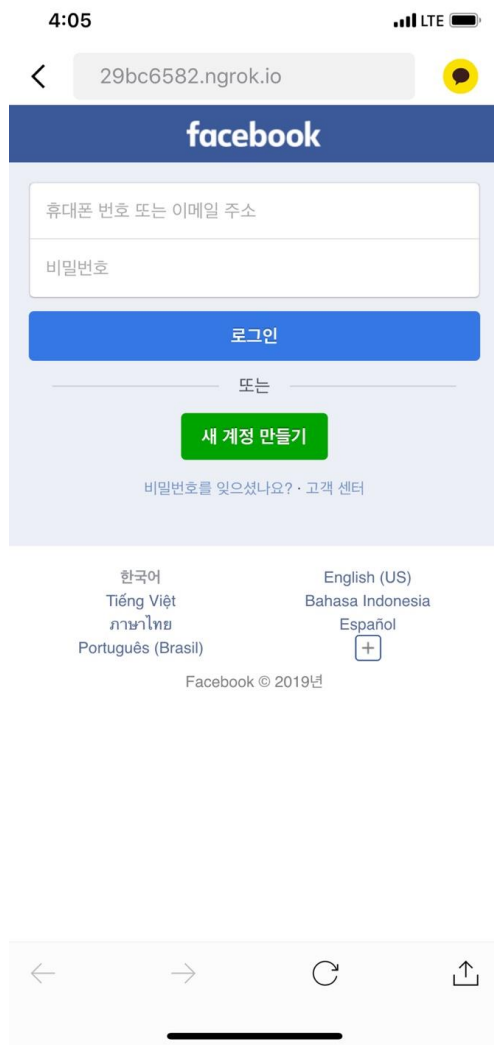 4:05
LTE
29bc6582.ngrok.io
facebook
휴대폰 번호 또는 이메일 주소
비밀번호
로그인
또는
새 계정 만들기
비밀번호를 잊으셨나요? · 고객 센터
한국어
English (US)
Tiếng Việt
Bahasa Indonesia
ภาษาไทย
Español
Português (Brasil)
Facebook © 2019년